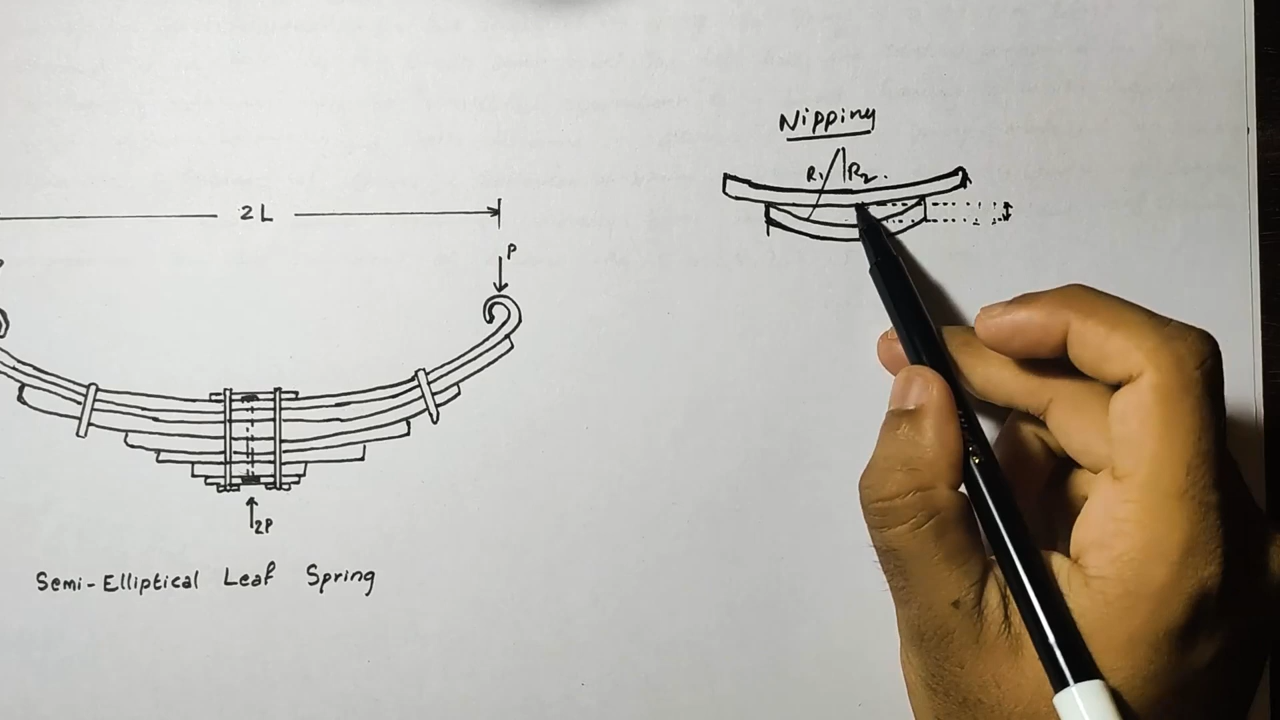 Nipping
R1 R2.
2L
P
2P
Semi-Elliptical Leaf Spring